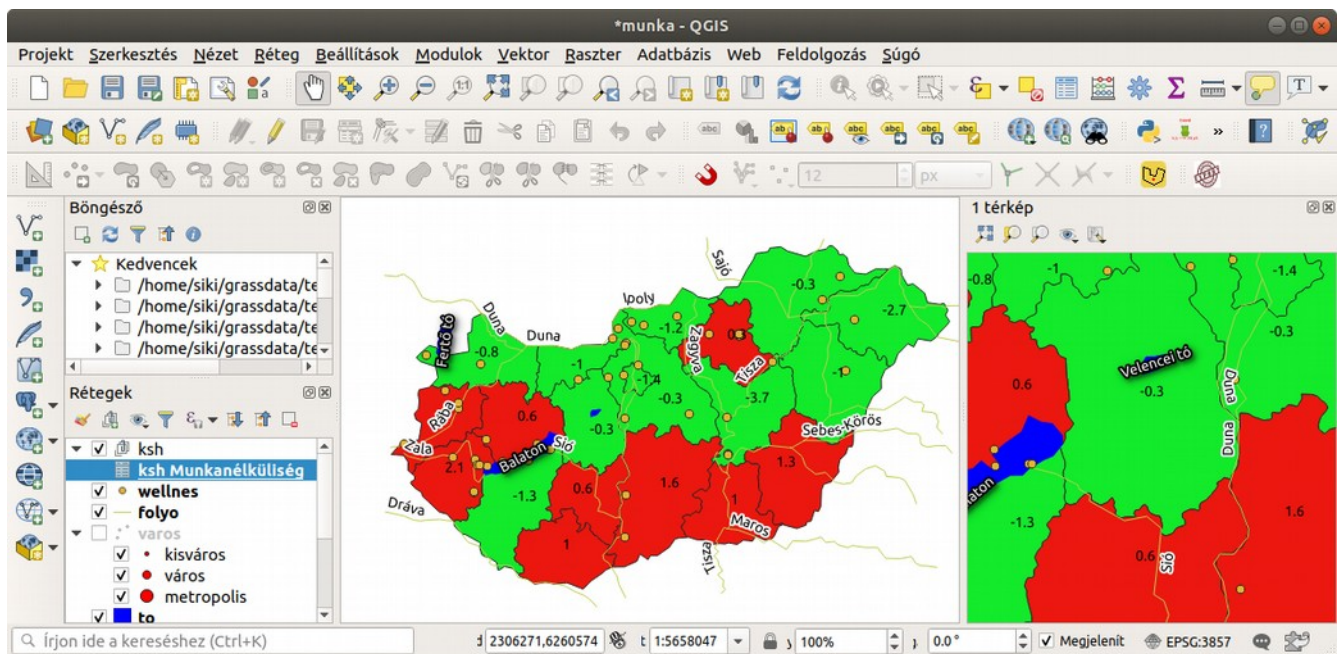 *munka - QGIS
Projekt Szerkesztés Nézet Réteg Beállítások Modulok Vektor Raszter Adatbázis Web Feldolgozás Súgó
12 px
Böngésző
Kedvencek
/home/siki/grassdata/te
/home/siki/grassdata/te
/home/siki/grassdata/te
/home/siki/grassdata/te
Rétegek
ksh
ksh Munkanélküliség
wellnes
folyo
varos
kisváros
város
metropolis
to
Sajó
Ipoly
-0.3
-2.7
Duna
Duna
-1.2
Zagyva
Fertő tó
-0.8
-1
Tisza
-1
-1.4
-0.3
-3.7
Rába
0.6
-0.3
Sió
Sebes-Körös
Zala
2.1
Balaton
1.3
-1.3
0.6
1.6
1
Dráva
Maros
1
Tisza
1 térkép
-0.8
-1
-1.4
-0.3
Velencei tó
0.6
-0.3
Duna
Duna
aton
-1.3
1.6
0.6
Sió
Írjon ide a kereséshez (Ctrl+K)
2306271,6260574
1:5658047
100%
0.0 °
Megjelenít
EPSG:3857